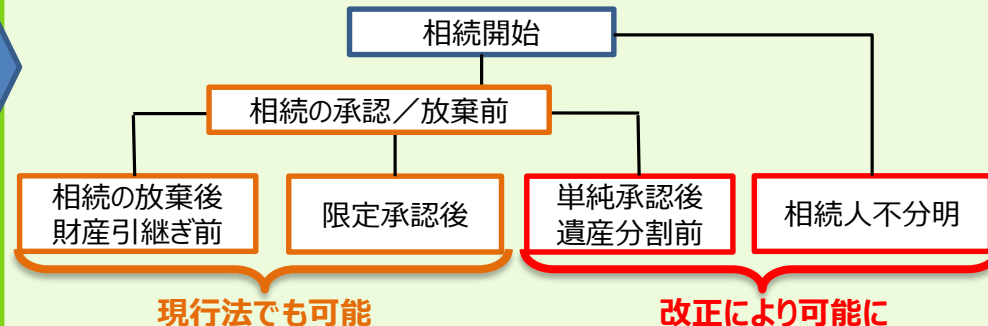 相続開始
相続の承認／放棄前
相続の放棄後
財産引継ぎ前
限定承認後
単純承認後
遺産分割前
相続人不分明
現行法でも可能
改正により可能に